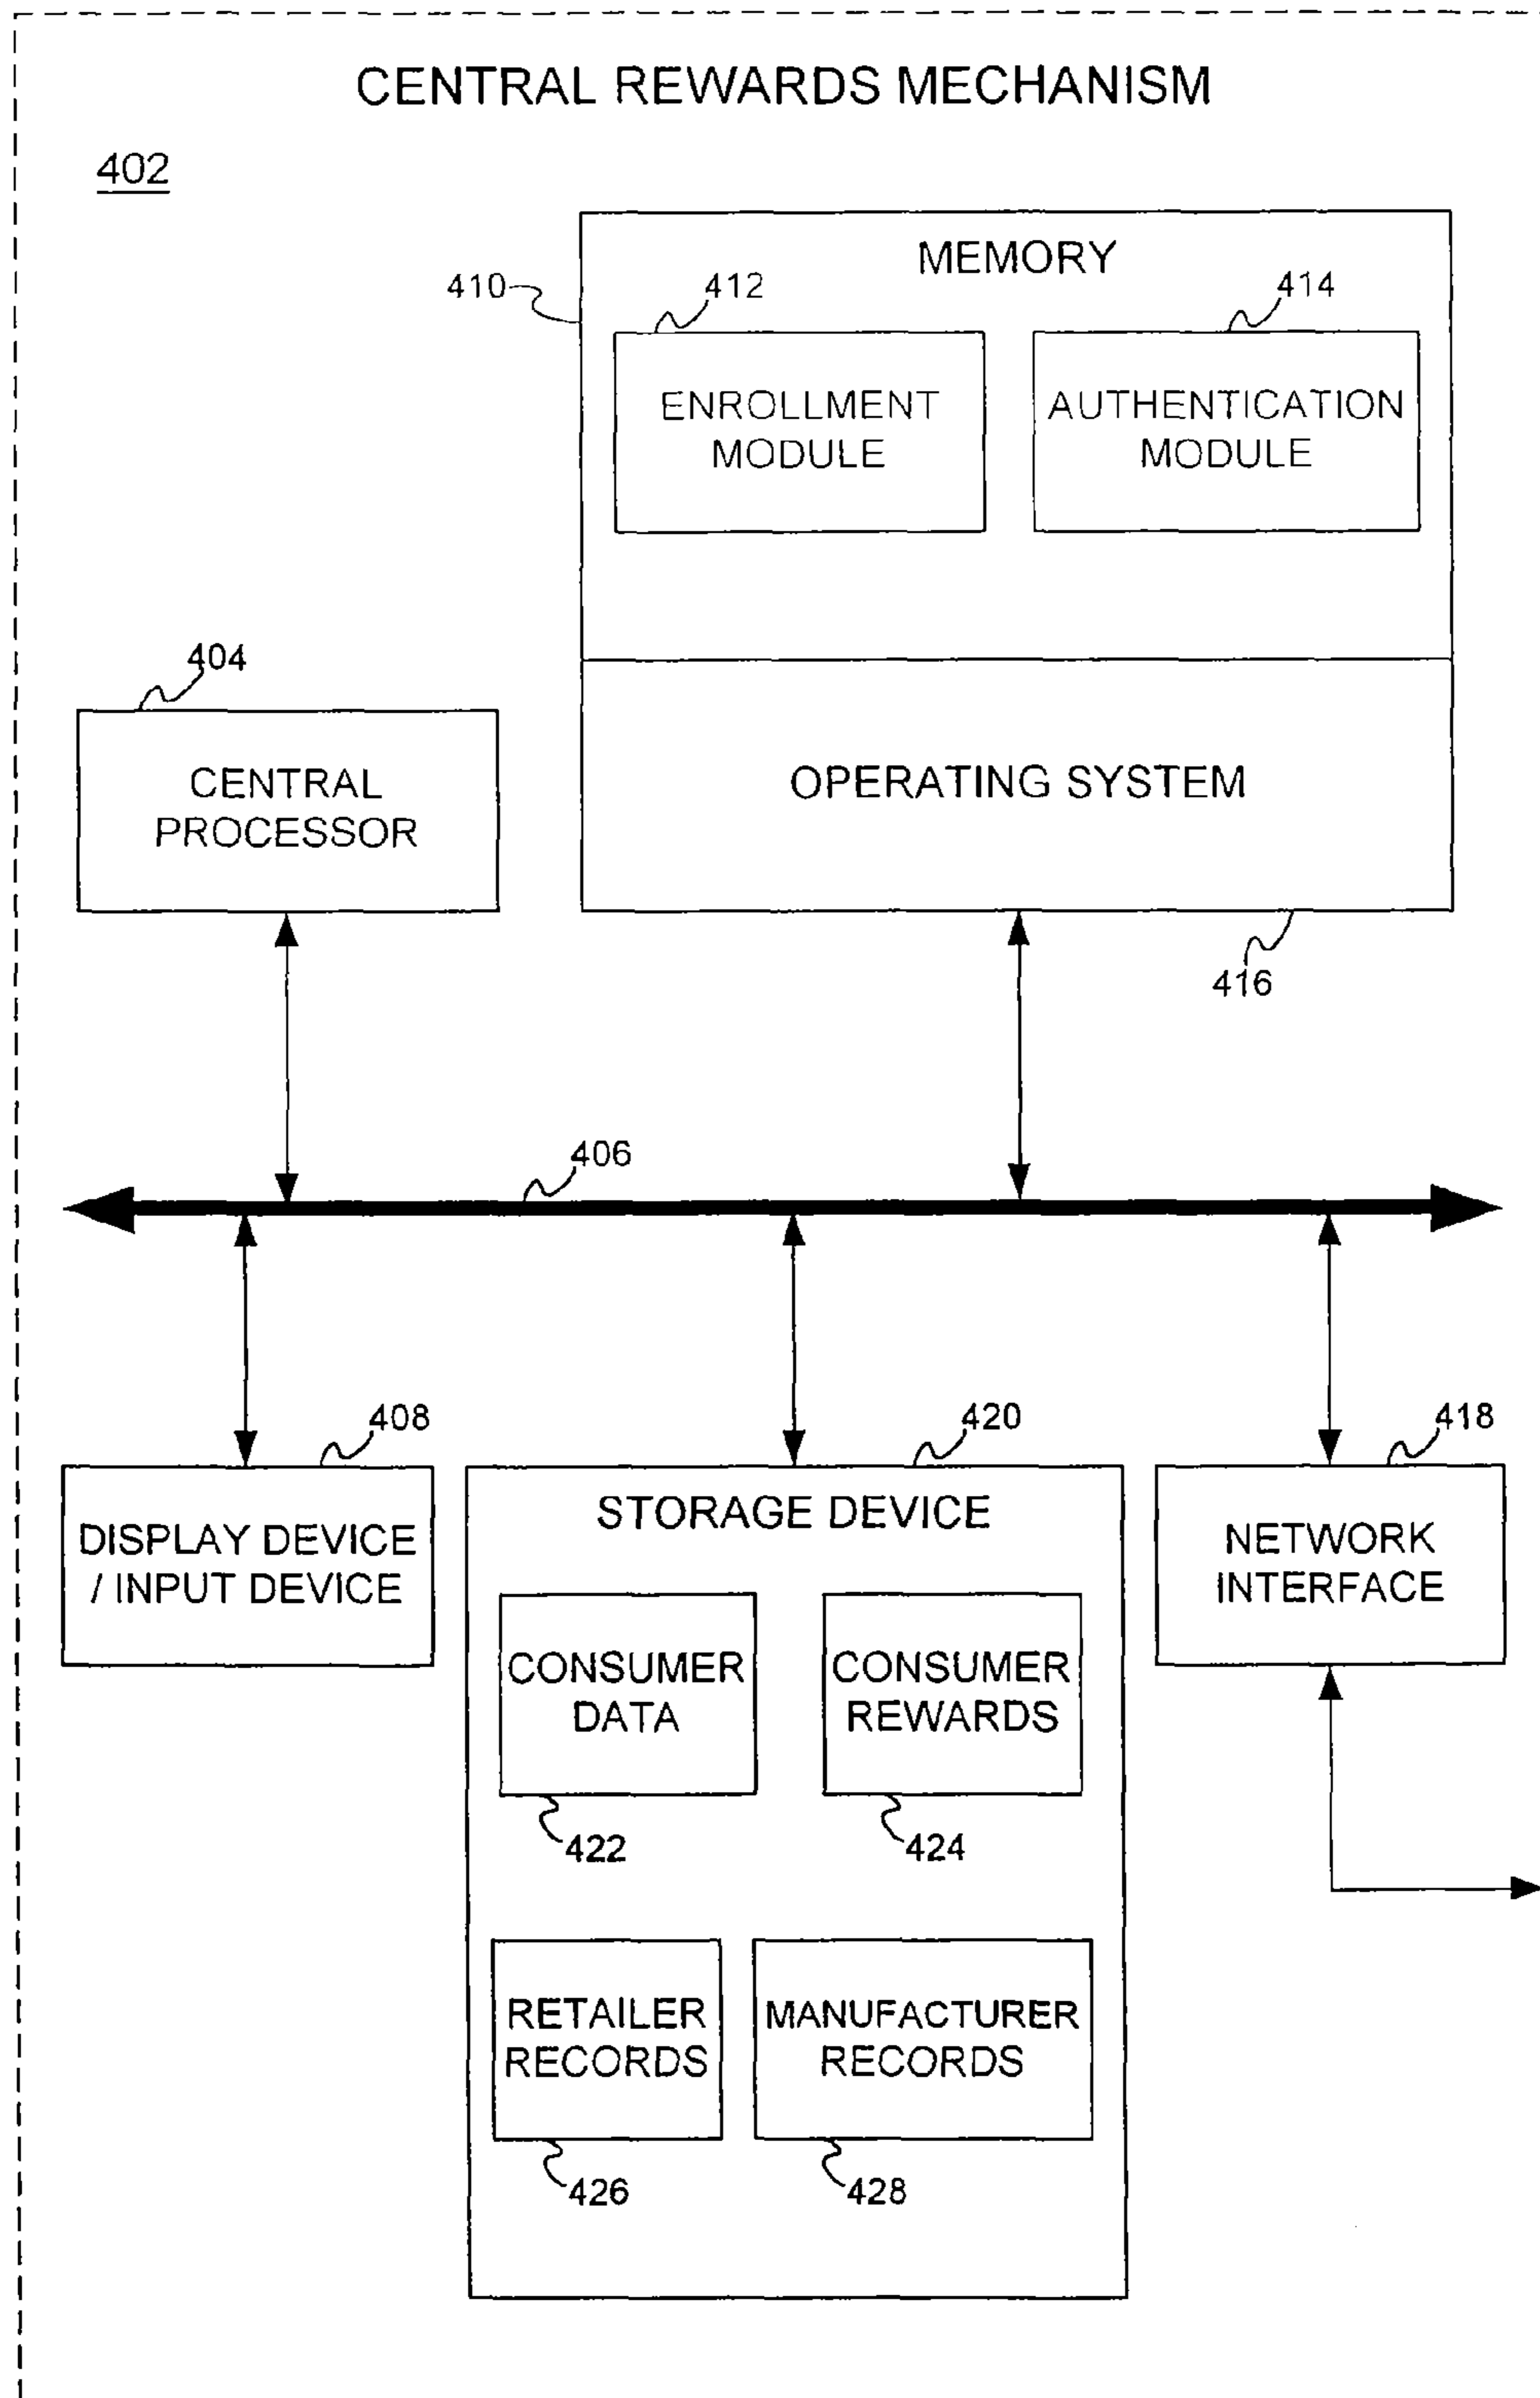 CENTRAL REWARDS MECHANISM
402
MEMORY
410
412
414
ENROLLMENT
MODULE
AUTHENTICATION
MODULE
404
CENTRAL
PROCESSOR
OPERATING SYSTEM
416
406
408
420
418
DISPLAY DEVICE
/ INPUT DEVICE
STORAGE DEVICE
NETWORK
INTERFACE
CONSUMER
DATA
CONSUMER
REWARDS
422
424
RETAILER
RECORDS
MANUFACTURER
RECORDS
426
428